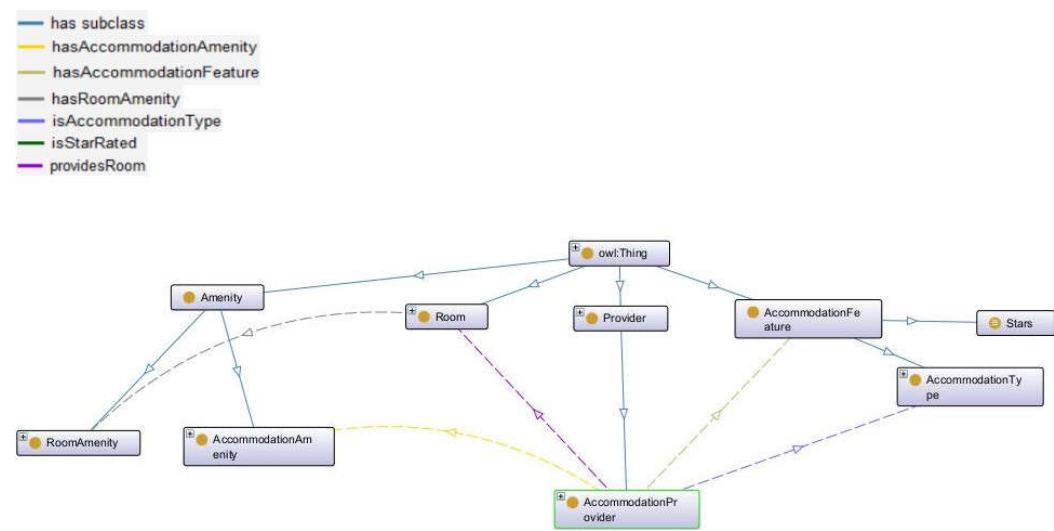 has subclass
hasAccommodationAmenity
hasAccommodationFeature
hasRoomAmenity
isAccommodationType
isStarRated
providesRoom
owl:Thing
Amenity
Room
Provider
AccommodationFe
ature
Stars
AccommodationTy
pe
RoomAmenity
AccommodationAm
enity
AccommodationPr
ovider